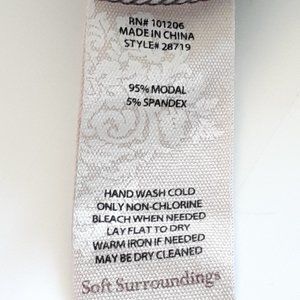 RN# 101206
MADE IN CHINA
STYLE# 28719
95% MODAL
5% SPANDEX
HAND WASH COLD
ONLY NON-CHLORINE
BLEACH WHEN NEEDED
LAY FLAT TO DRY
WARM IRON IF NEEDED
MAY BE DRY CLEANED
Soft Surroundings